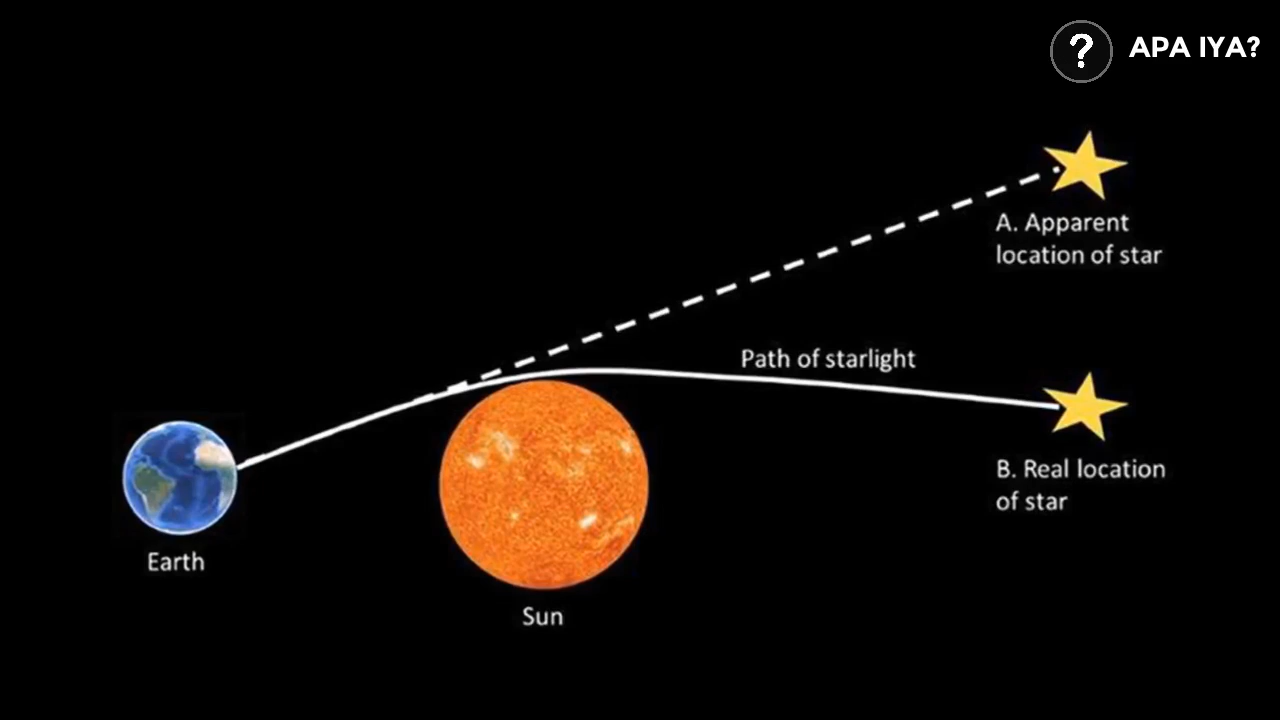 ?
APA IYA?
A. Apparent
location of star
Path of starlight
B. Real location
of star
Earth
Sun